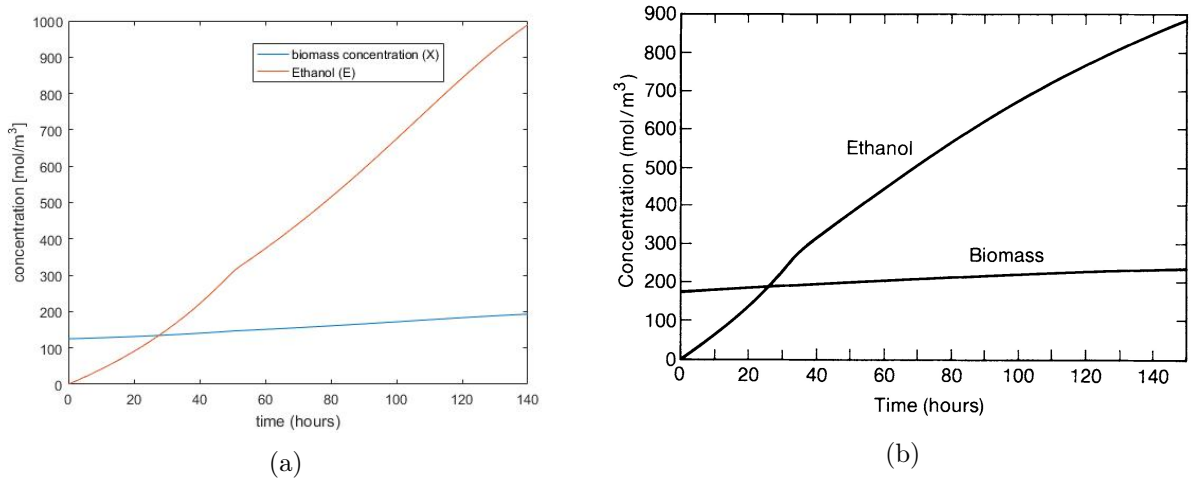 1000
900
800
700
600
500
400
300
200
100
0
concentration [mol/m³]
biomass concentration (X)
Ethanol (E)
0 20 40 60 80 100 120 140
time (hours)
(a)
900
800
700
600
500
400
300
200
100
0
Concentration (mol/m³)
Ethanol
Biomass
0 20 40 60 80 100 120 140
Time (hours)
(b)